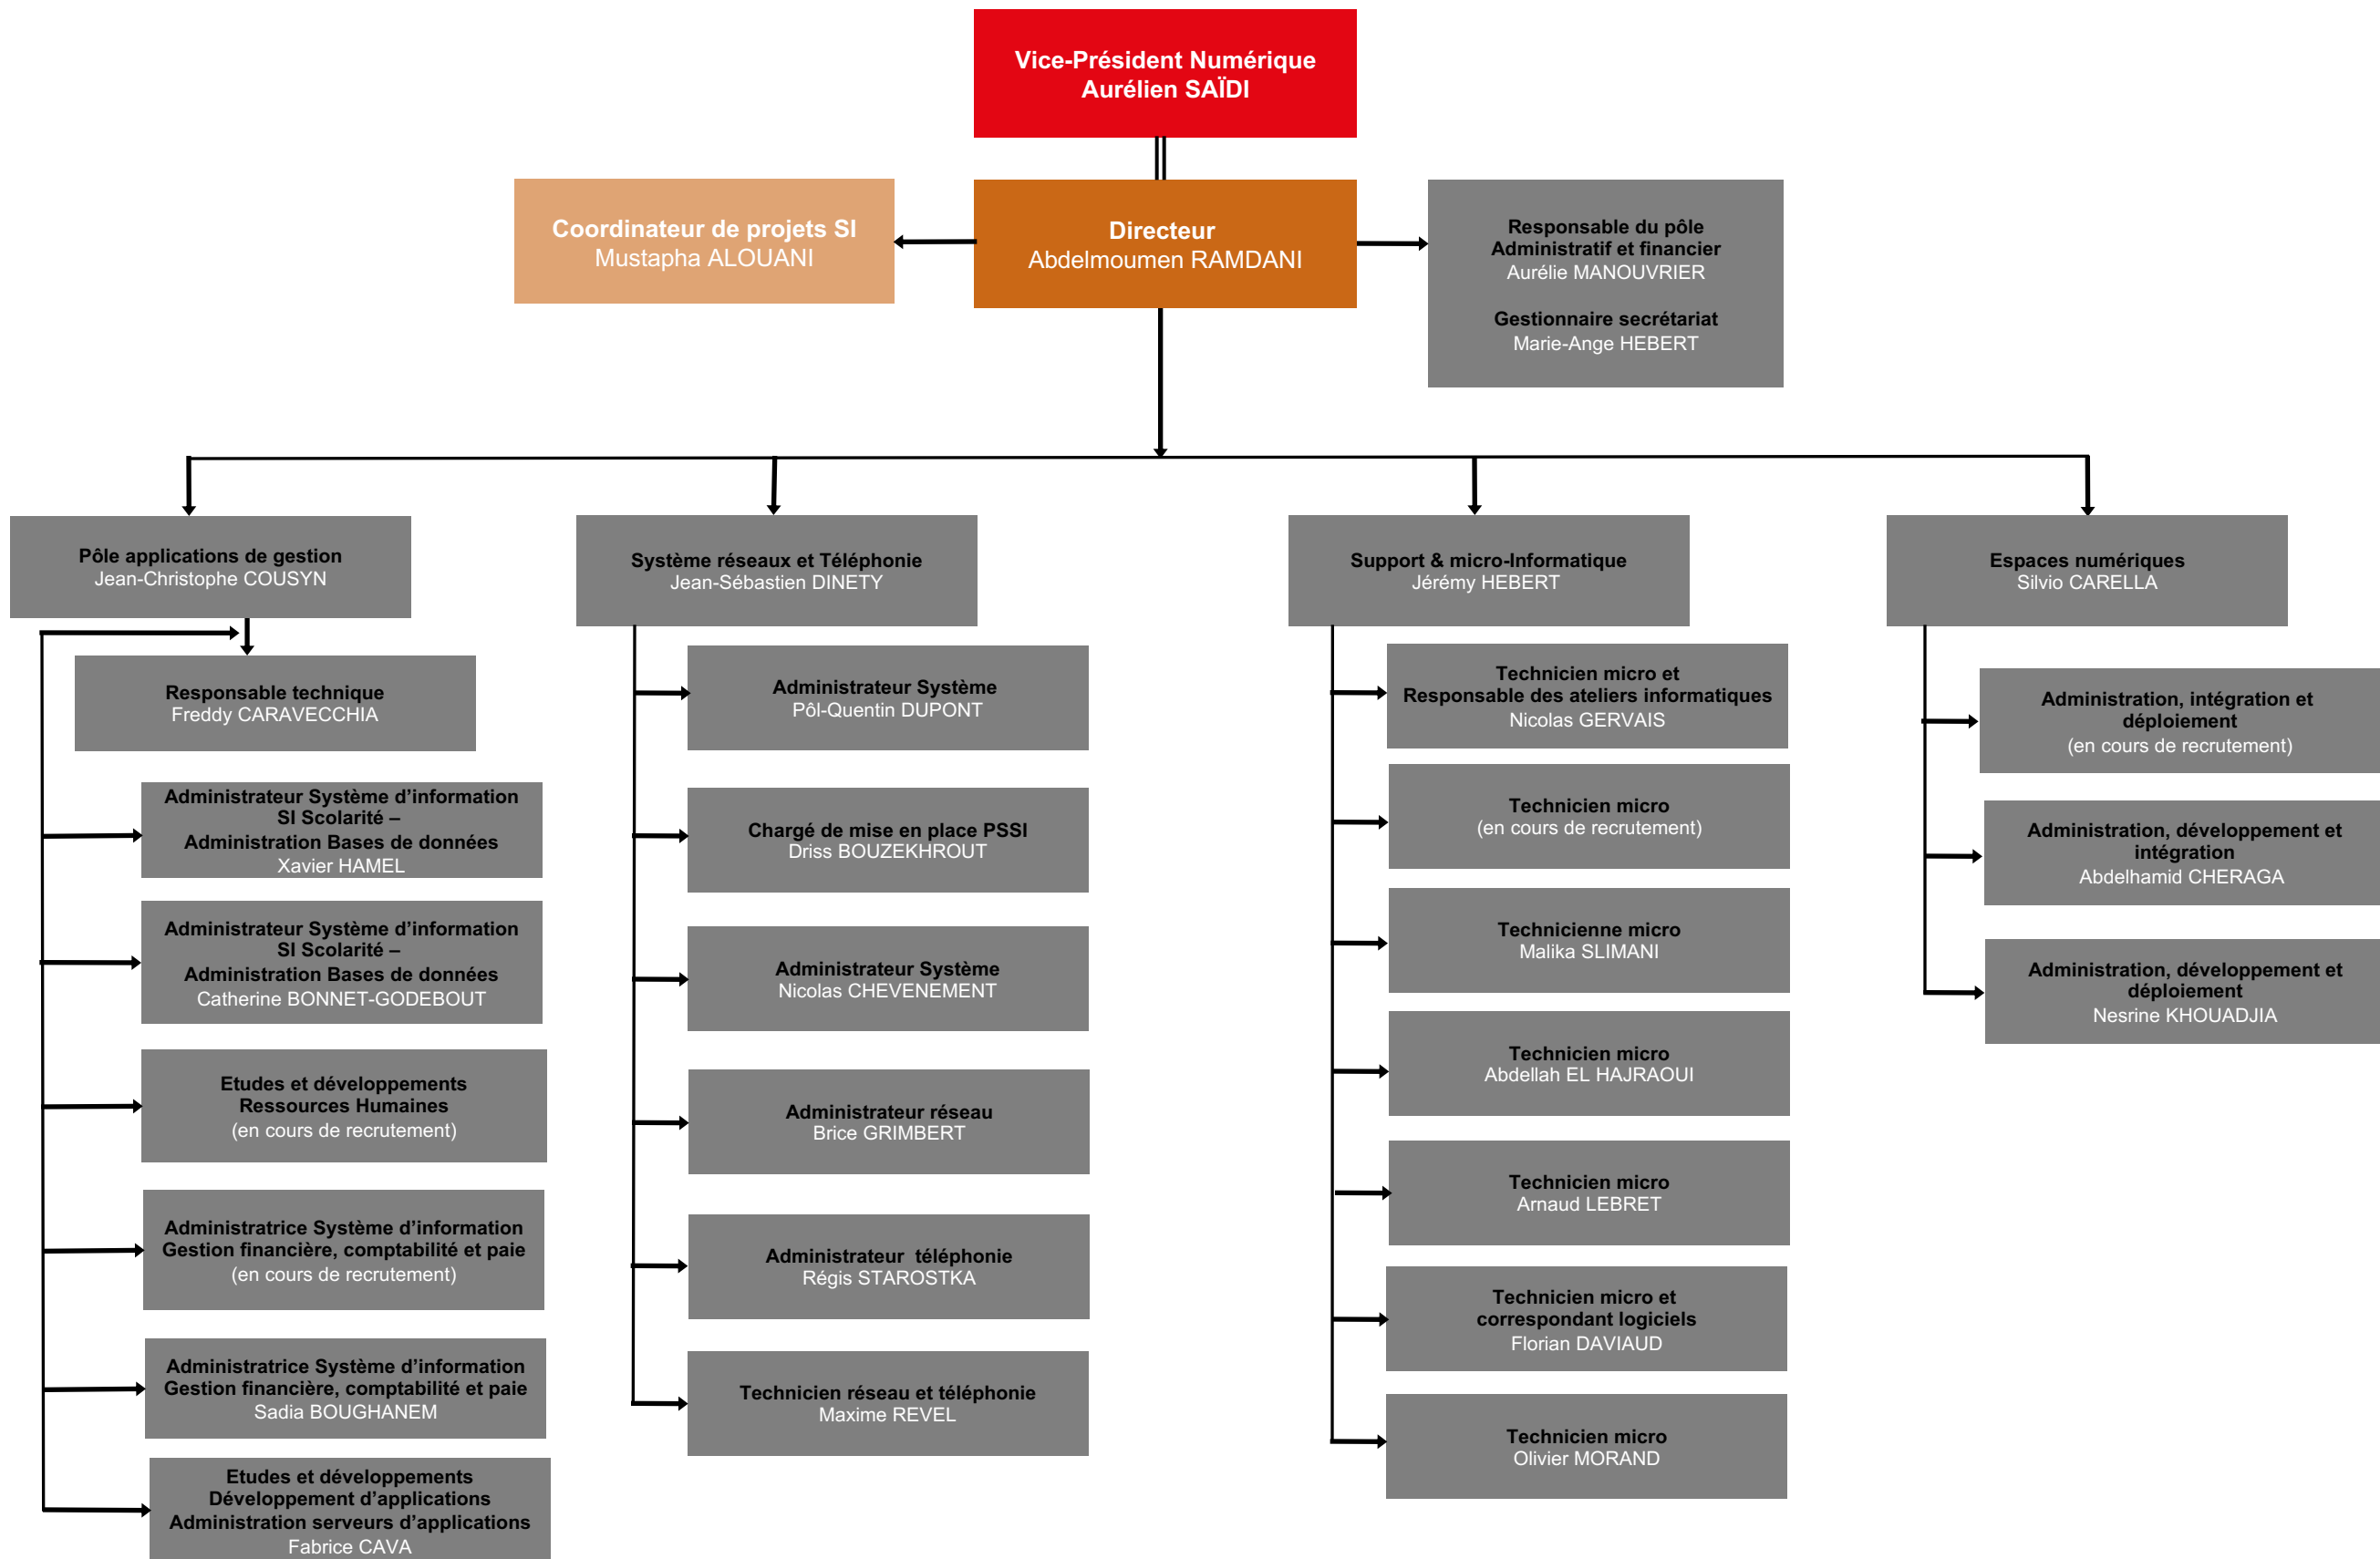 Vice-Président Numérique
Aurélien SAÏDI
Coordinateur de projets SI
Mustapha ALOUANI
Directeur
Abdelmoumen RAMDANI
Responsable du pôle
Administratif et financier
Aurélie MANOUVRIER
Gestionnaire secrétariat
Marie-Ange HEBERT
Pôle applications de gestion
Jean-Christophe COUSYN
Responsable technique
Freddy CARAVECCHIA
Administrateur Système d’information
SI Scolarité –
Administration Bases de données
Xavier HAMEL
Administrateur Système d’information
SI Scolarité –
Administration Bases de données
Catherine BONNET-GODEBOUT
Etudes et développements
Ressources Humaines
(en cours de recrutement)
Administratrice Système d’information
Gestion financière, comptabilité et paie
(en cours de recrutement)
Administratrice Système d’information
Gestion financière, comptabilité et paie
Sadia BOUGHANEM
Etudes et développements
Développement d’applications
Administration serveurs d’applications
Fabrice CAVA
Système réseaux et Téléphonie
Jean-Sébastien DINETY
Administrateur Système
Pôl-Quentin DUPONT
Chargé de mise en place PSSI
Driss BOUZEKHROUT
Administrateur Système
Nicolas CHEVENEMENT
Administrateur réseau
Brice GRIMBERT
Administrateur téléphonie
Régis STAROSTKA
Technicien réseau et téléphonie
Maxime REVEL
Support & micro-Informatique
Jérémy HEBERT
Technicien micro et
Responsable des ateliers informatiques
Nicolas GERVAIS
Technicien micro
(en cours de recrutement)
Technicienne micro
Malika SLIMANI
Technicien micro
Abdellah EL HAJRAOUI
Technicien micro
Arnaud LEBRET
Technicien micro et
correspondant logiciels
Florian DAVIAUD
Technicien micro
Olivier MORAND
Espaces numériques
Silvio CARELLA
Administration, intégration et
déploiement
(en cours de recrutement)
Administration, développement et
intégration
Abdelhamid CHERAGA
Administration, développement et
déploiement
Nesrine KHOUADJIA